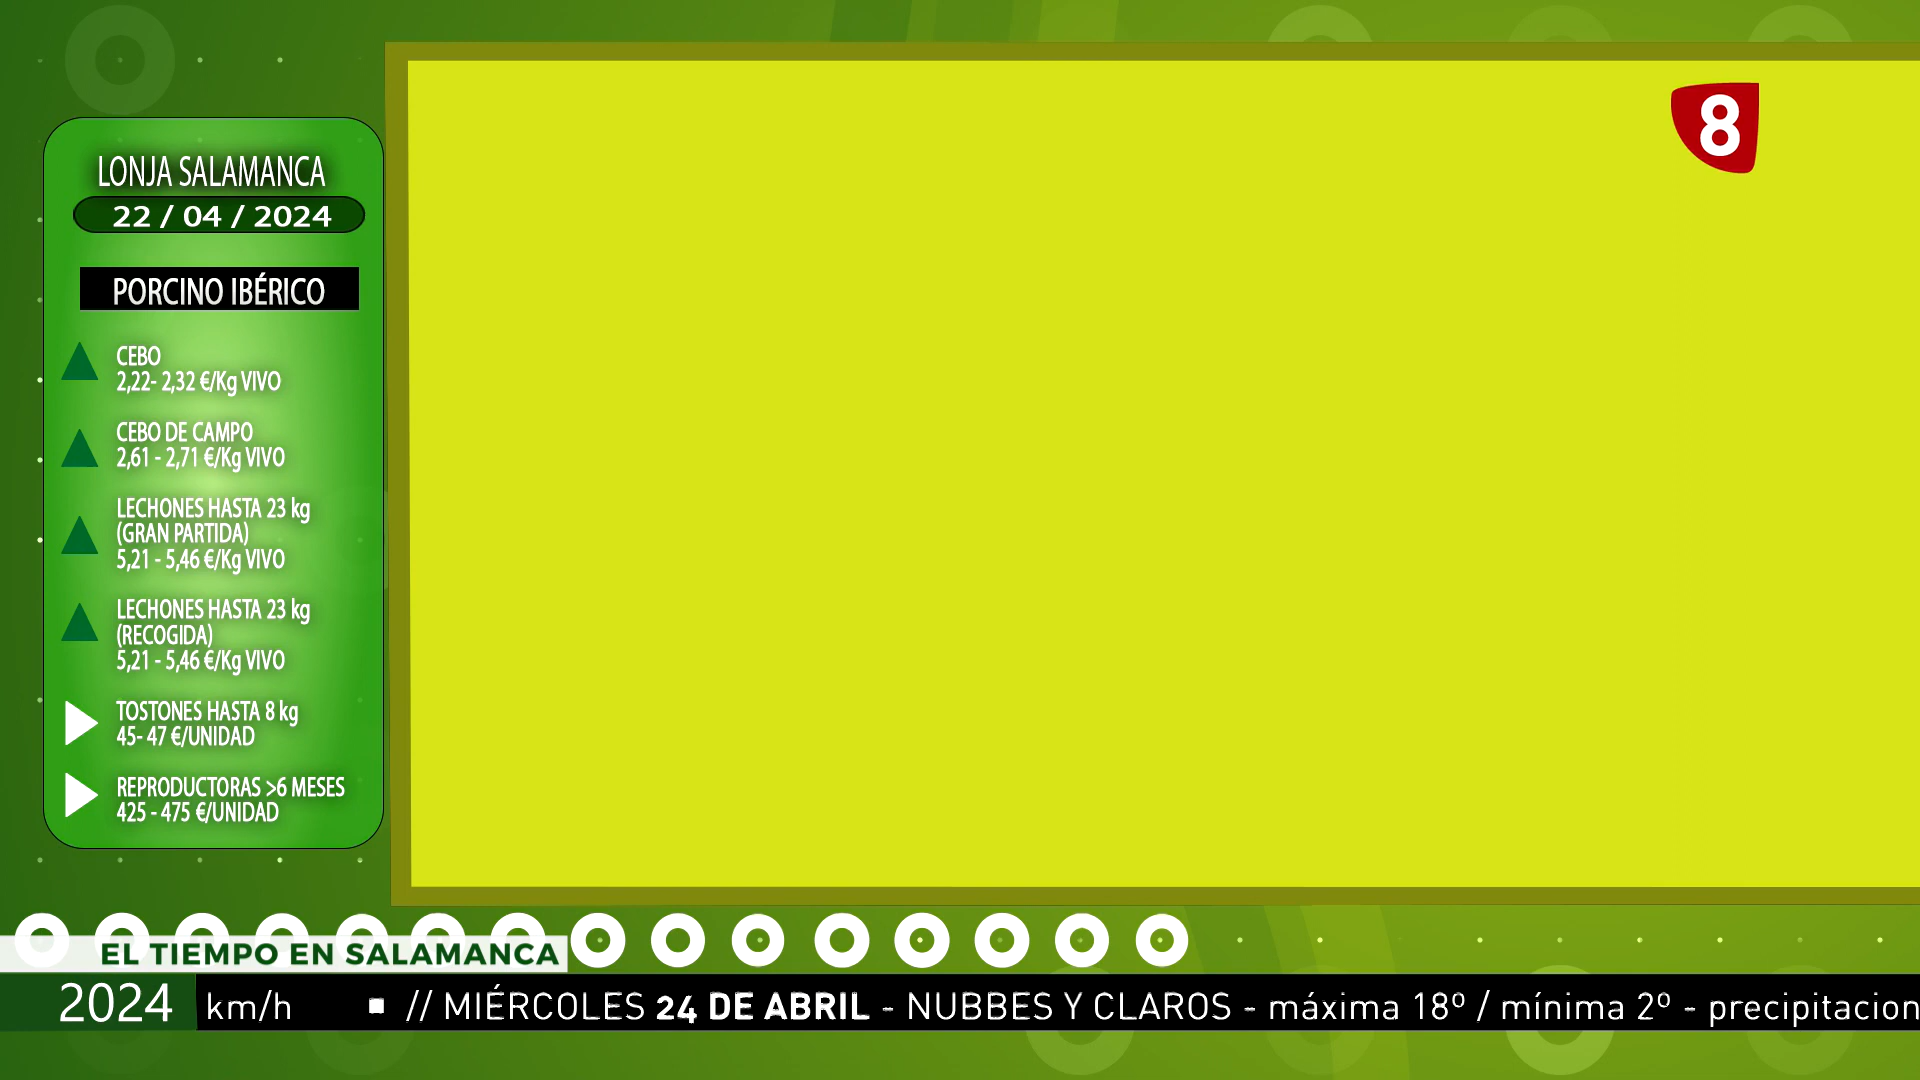 8
LONJA SALAMANCA
22 / 04 / 2024
PORCINO IBÉRICO
CEBO
2,22- 2,32 €/Kg VIVO
CEBO DE CAMPO
2,61 - 2,71 €/Kg VIVO
LECHONES HASTA 23 kg
(GRAN PARTIDA)
5,21 - 5,46 €/Kg VIVO
LECHONES HASTA 23 kg
(RECOGIDA)
5,21 - 5,46 €/Kg VIVO
TOSTONES HASTA 8 kg
45- 47 €/UNIDAD
REPRODUCTORAS >6 MESES
425 - 475 €/UNIDAD
EL TIEMPO EN SALAMANCA
2024 km/h ■ // MIÉRCOLES 24 DE ABRIL - NUBBES Y CLAROS - máxima 18º / mínima 2º - precipitacion